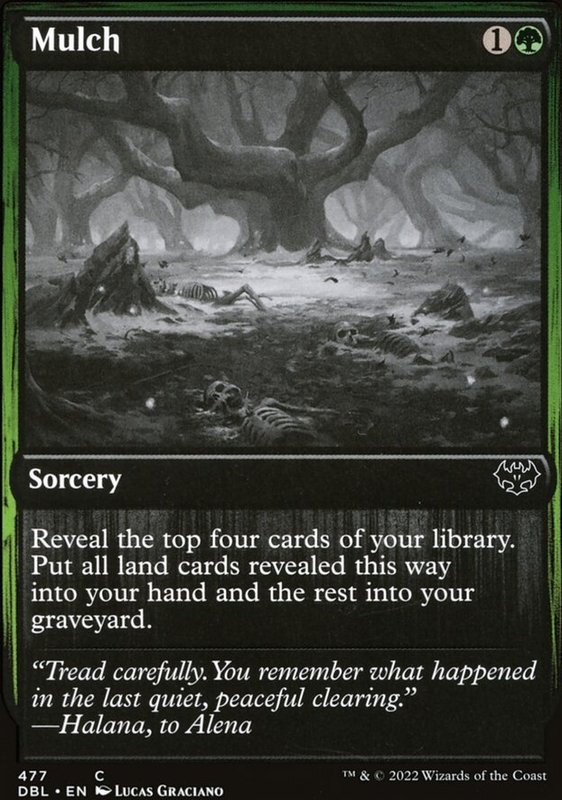 Mulch 1
Sorcery
Reveal the top four cards of your library.
Put all land cards revealed this way
into your hand and the rest into your
graveyard.
“Tread carefully. You remember what happened
in the last quiet, peaceful clearing.”
—Halana, to Alena
477 C
DBL • EN Lucas Graciano
™ & © 2022 Wizards of the Coast